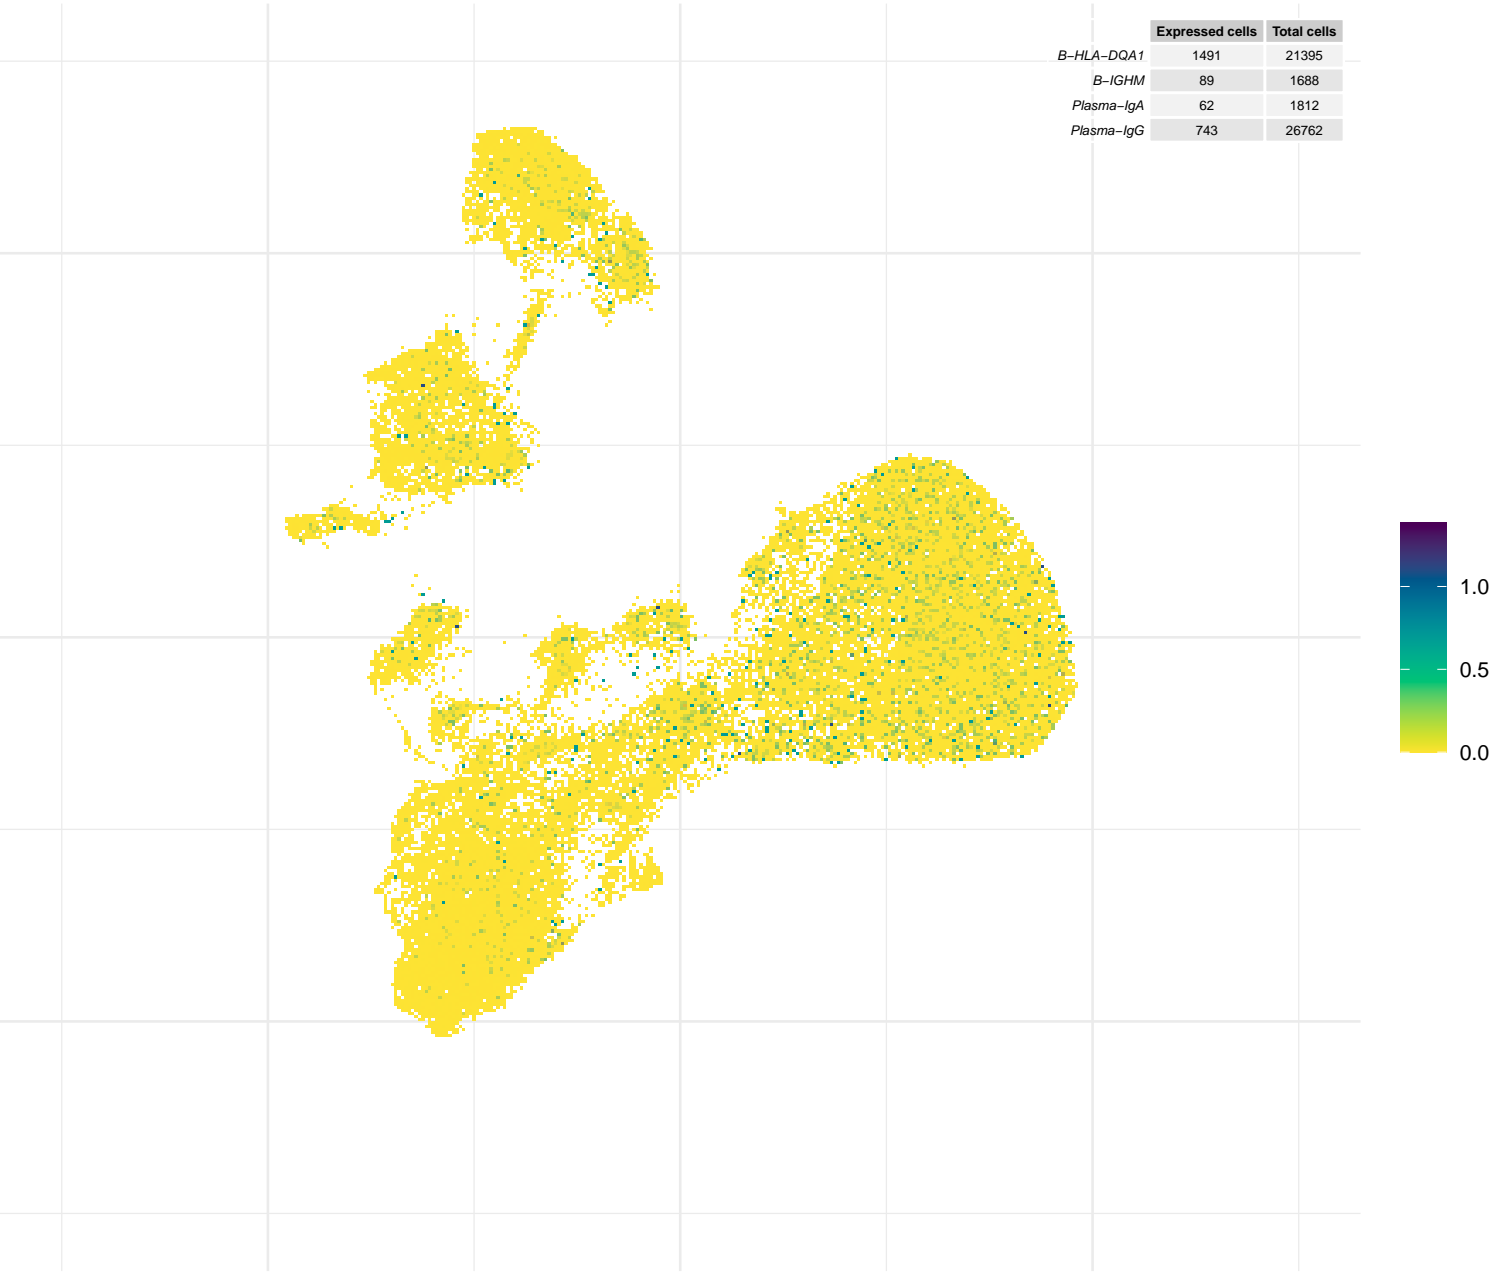 Expressed cells Total cells
B−HLA−DQA1 1491 21395
B−IGHM 89 1688
Plasma−IgA 62 1812
Plasma−IgG 743 26762
1.0
0.5
0.0